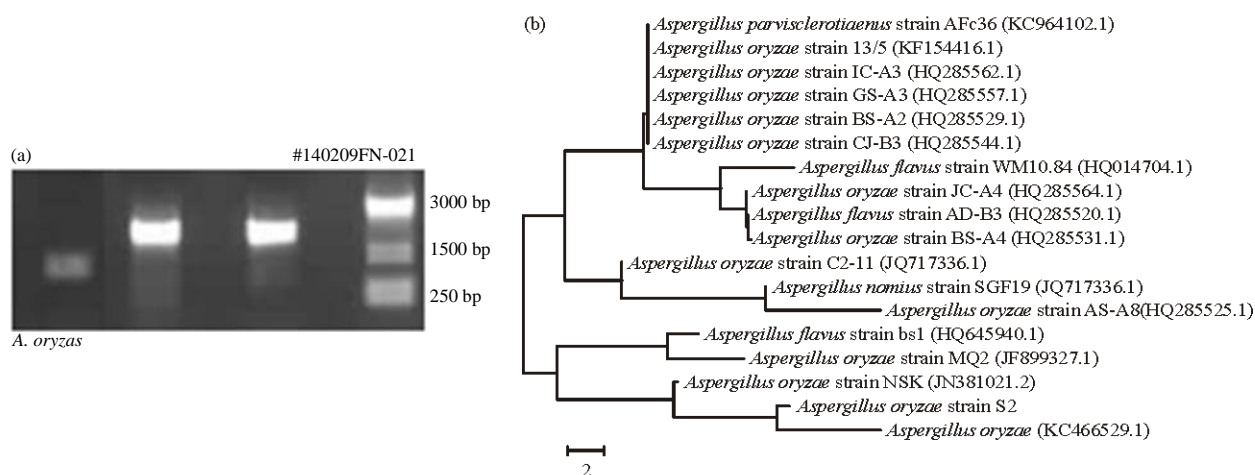 (a)
#140209FN-021
3000 bp
1500 bp
250 bp
A. oryzas
(b)
Aspergillus parvisclerotiaenus strain AFc36 (KC964102.1)
Aspergillus oryzae strain 13/5 (KF154416.1)
Aspergillus oryzae strain IC-A3 (HQ285562.1)
Aspergillus oryzae strain GS-A3 (HQ285557.1)
Aspergillus oryzae strain BS-A2 (HQ285529.1)
Aspergillus oryzae strain CJ-B3 (HQ285544.1)
Aspergillus flavus strain WM10.84 (HQ014704.1)
Aspergillus oryzae strain JC-A4 (HQ285564.1)
Aspergillus flavus strain AD-B3 (HQ285520.1)
Aspergillus oryzae strain BS-A4 (HQ285531.1)
Aspergillus oryzae strain C2-11 (JQ717336.1)
Aspergillus nomius strain SGF19 (JQ717336.1)
Aspergillus oryzae strain AS-A8(HQ285525.1)
Aspergillus flavus strain bs1 (HQ645940.1)
Aspergillus oryzae strain MQ2 (JF899327.1)
Aspergillus oryzae strain NSK (JN381021.2)
Aspergillus oryzae strain S2
Aspergillus oryzae (KC466529.1)
2